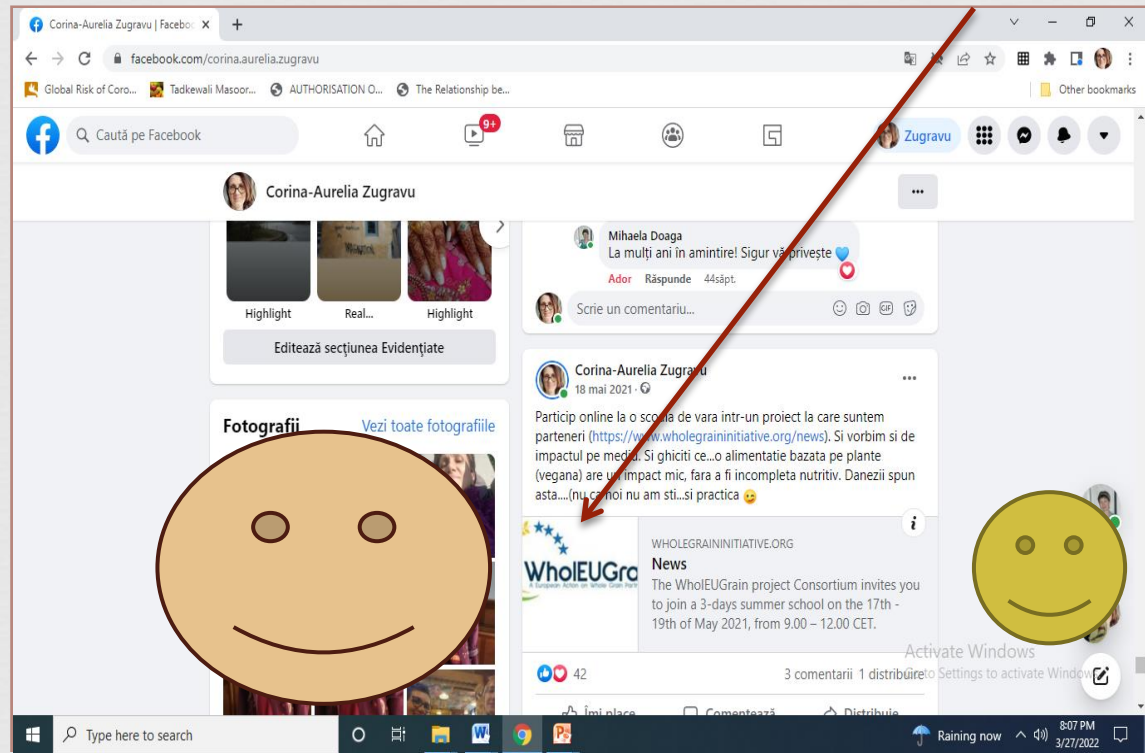 Corina-Aurelia Zugravu | Faceboo
facebook.com/corina.aurelia.zugravu
Global Risk of Coro...
Tadkewali Masoor...
AUTHORISATION O...
The Relationship be...
Other bookmarks
Caută pe Facebook
9+
Zugravu
Corina-Aurelia Zugravu
Highlight
Real...
Highlight
Editează secțiunea Evidențiate
Fotografii
Vezi toate fotografiile
Mihaela Doaga
La mulți ani în amintire! Sigur vă privește
Ador Răspunde 44săpt.
Scrie un comentariu...
GIF
Corina-Aurelia Zugravu
18 mai 2021 ·
Particip online la o scoala de vara intr-un proiect la care suntem
parteneri (https://www.wholegraininitiative.org/news). Si vorbim si de
impactul pe mediu. Si ghiciti ce...o alimentatie bazata pe plante
(vegana) are un impact mic, fara a fi incompleta nutritiv. Danezii spun
asta....(nu ca noi nu am sti...si practica
WholEUGra
WHOLEGRAININITIATIVE.ORG
News
The WholEUGrain project Consortium invites you
to join a 3-days summer school on the 17th -
19th of May 2021, from 9.00 – 12.00 CET.
42
3 comentarii 1 distribuire
Îmi place
Comentează
Distribuie
Activate Windows
to Settings to activate Window
Type here to search
Raining now
8:07 PM
3/27/2022